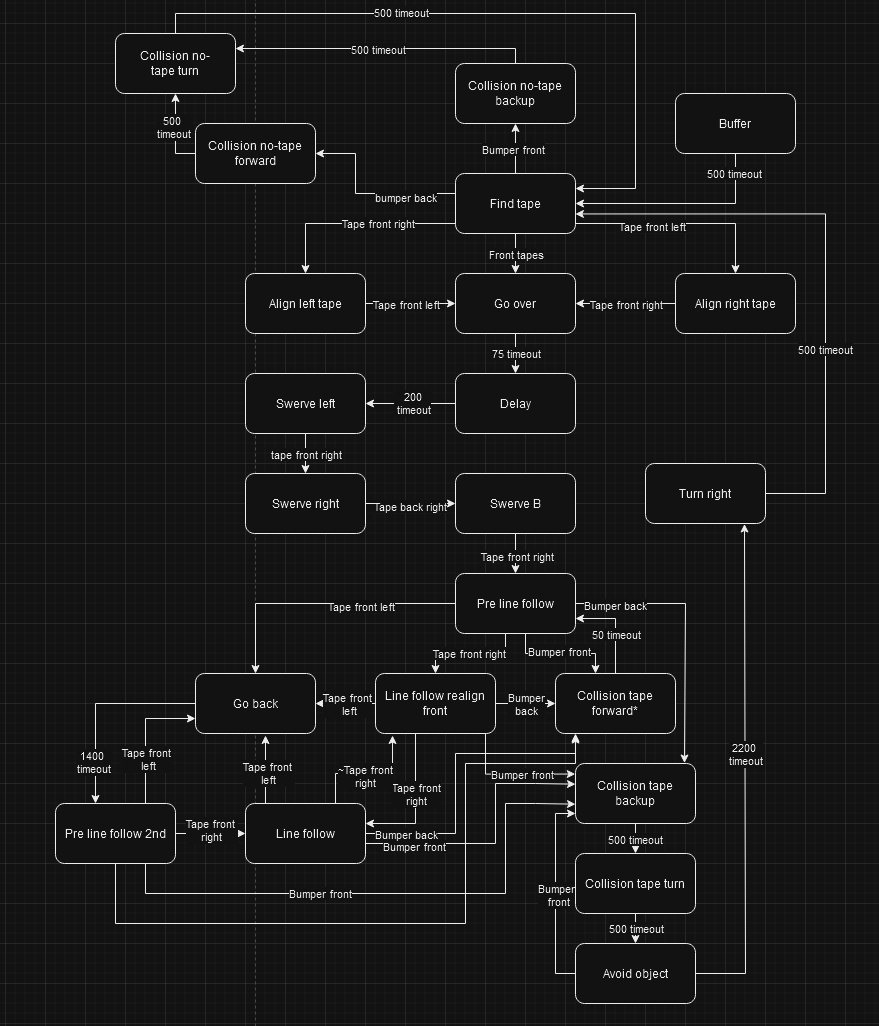 500 timeout
Collision no-
tape turn
500 timeout
Collision no-tape
backup
Buffer
500
timeout
Collision no-tape
forward
Bumper front
500 timeout
bumper back
Find tape
Tape front right
Tape front left
Front tapes
Align left tape
Tape front left
Go over
Tape front right
Align right tape
75 timeout
500 timeout
Swerve left
200
timeout
Delay
tape front right
Swerve right
Tape back right
Swerve B
Turn right
Tape front right
Pre line follow
Tape front left
Bumper back
50 timeout
Tape front right
Bumper front
Go back
Tape front
left
Line follow realign
front
Bumper
back
Collision tape
forward*
1400
timeout
Tape front
left
Tape front
left
~Tape front
right
Tape front
right
Bumper front
Collision tape
backup
2200
timeout
Pre line follow 2nd
Tape front
right
Line follow
Bumper back
Bumper front
500 timeout
Collision tape turn
Bumper front
Bumper
front
500 timeout
Avoid object